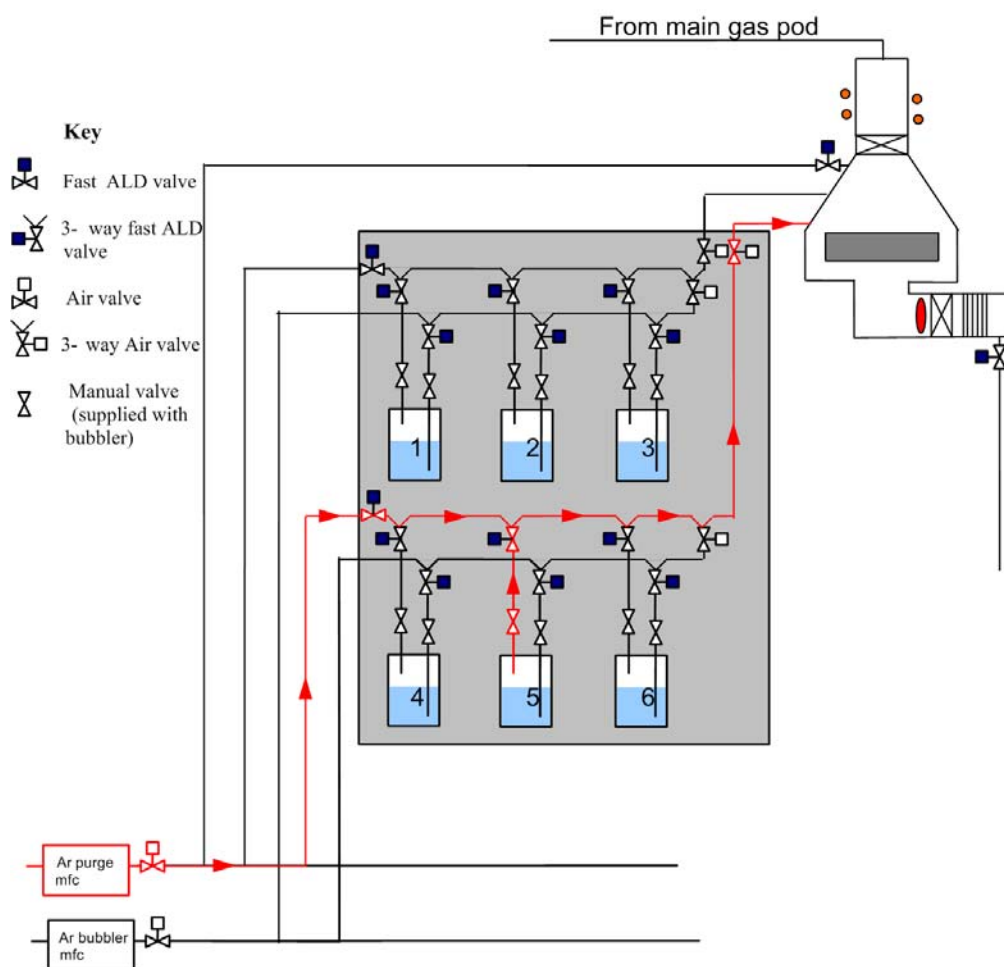 From main gas pod
Key
Fast ALD valve
3- way fast ALD
valve
Air valve
3- way Air valve
Manual valve
(supplied with
bubbler)
1
2
3
4
5
6
Ar purge
mfc
Ar bubbler
mfc